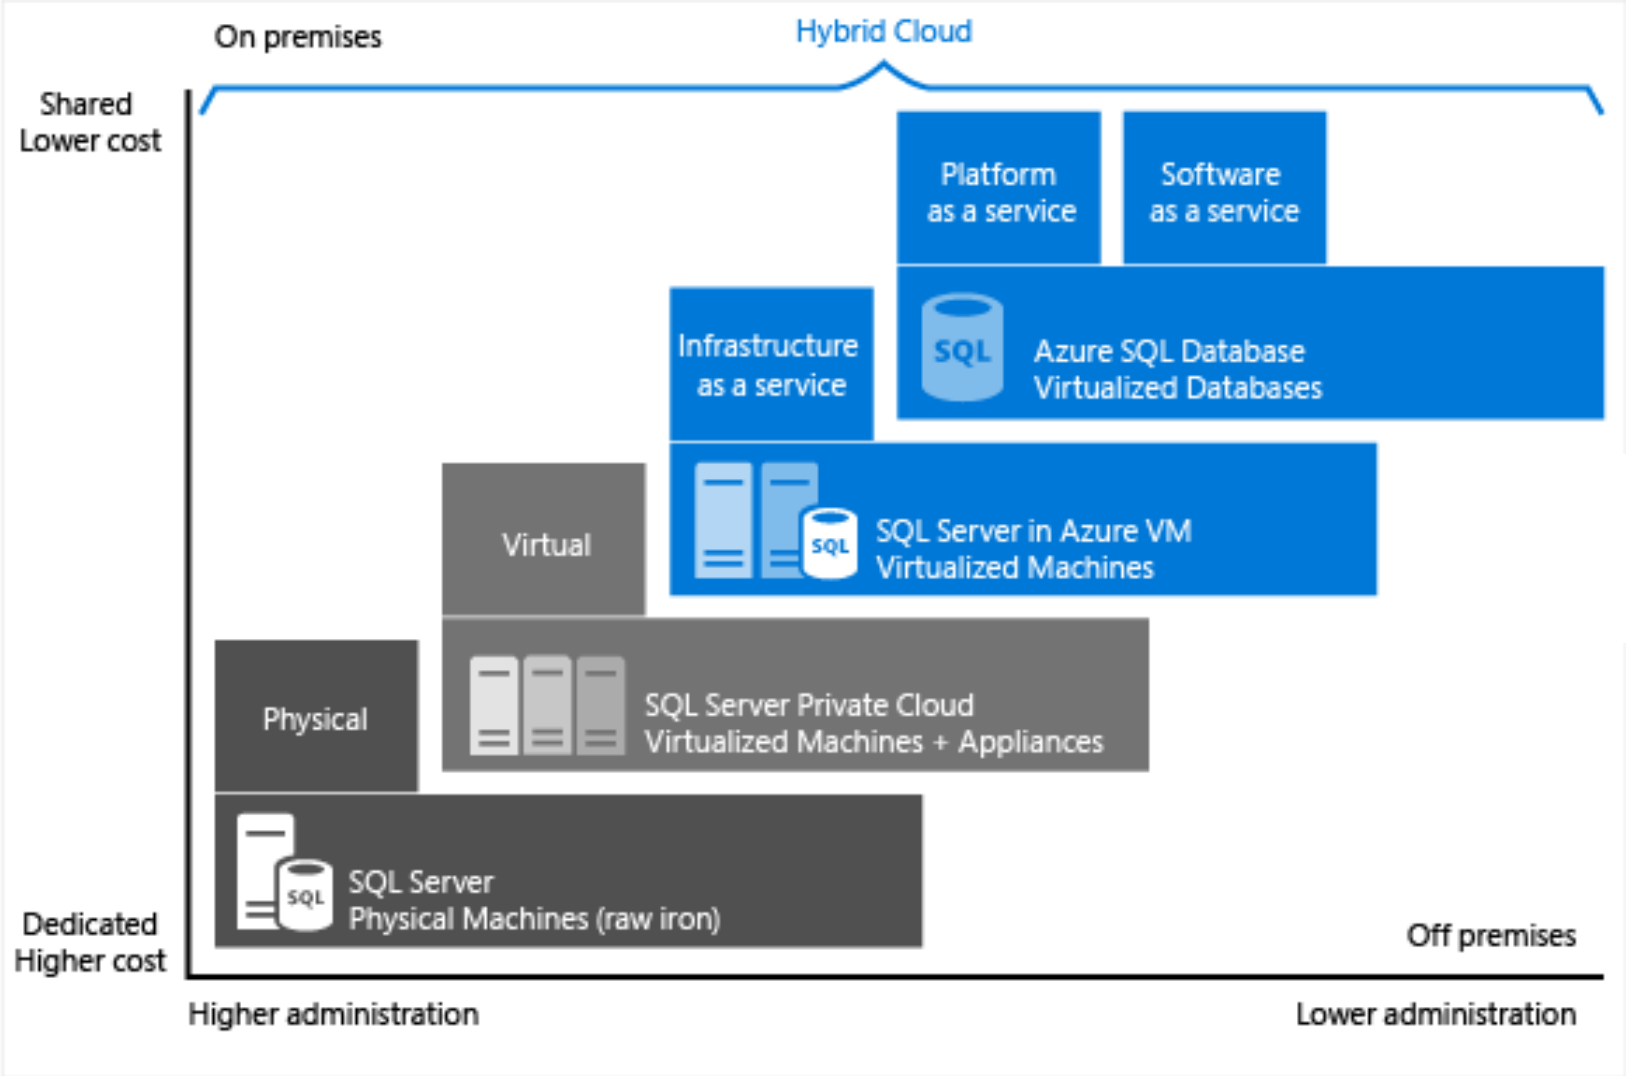 On premises
Hybrid Cloud
Shared
Lower cost
Platform
as a service
Software
as a service
Infrastructure
as a service
SQL
Azure SQL Database
Virtualized Databases
Virtual
SQL
SQL Server in Azure VM
Virtualized Machines
Physical
SQL Server Private Cloud
Virtualized Machines + Appliances
SQL
SQL Server
Physical Machines (raw iron)
Dedicated
Higher cost
Off premises
Higher administration
Lower administration